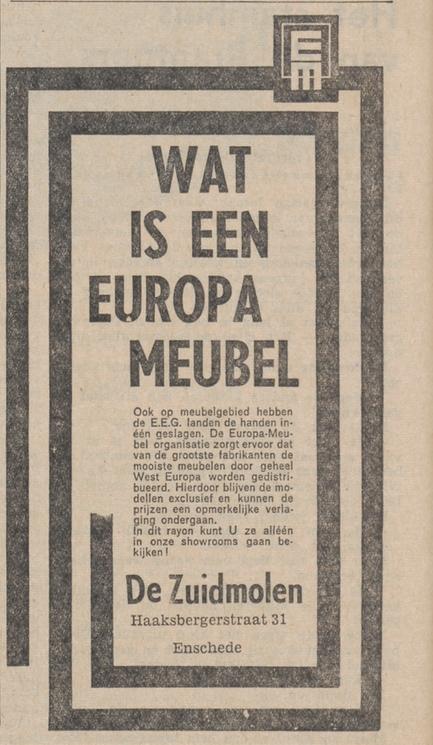 EM
WAT
IS EEN
EUROPA
MEUBEL
Ook op meubelgebied hebben
de E.E.G. landen de handen in-
één geslagen. De Europa-Meu-
bel organisatie zorgt ervoor dat
van de grootste fabrikanten de
mooiste meubelen door geheel
West Europa worden gedistri-
bueerd. Hierdoor blijven de mo-
dellen exclusief en kunnen de
prijzen een opmerkelijke verla-
ging ondergaan.
In dit rayon kunt U ze alléén
in onze showrooms gaan be-
kijken!
De Zuidmolen
Haaksbergerstraat 31
Enschede